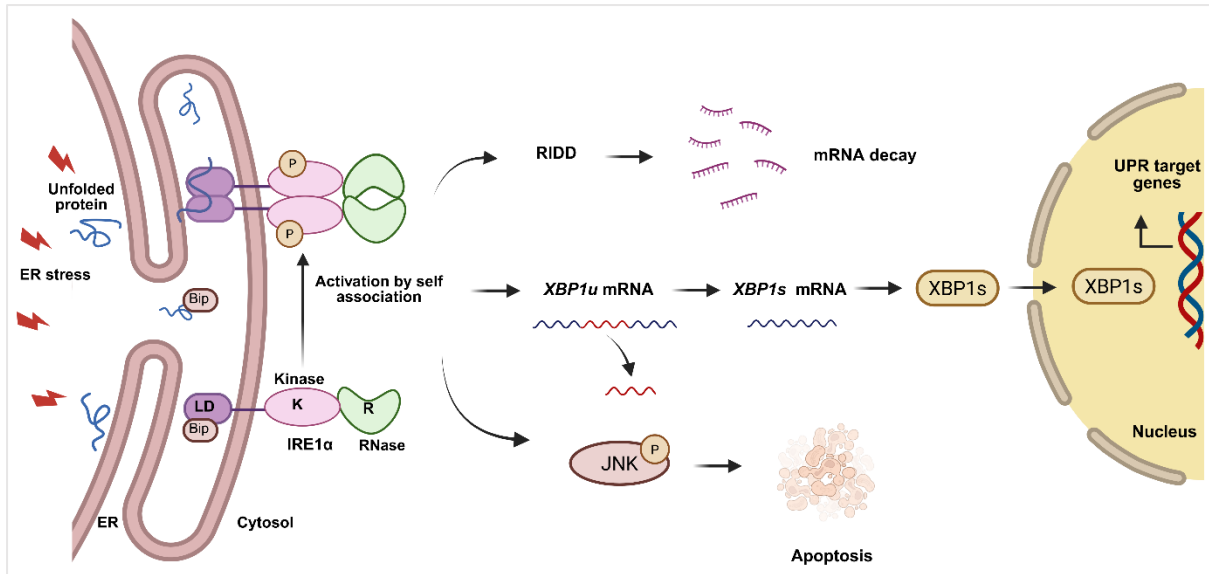 Unfolded
protein
ER stress
Bip
LD
Bip
ER
Cytosol
P
P
Activation by self
association
Kinase
K
R
IRE1α
RNase
RIDD
mRNA decay
XBP1u mRNA
XBP1s mRNA
XBP1s
XBP1s
JNK
P
Apoptosis
UPR target
genes
Nucleus